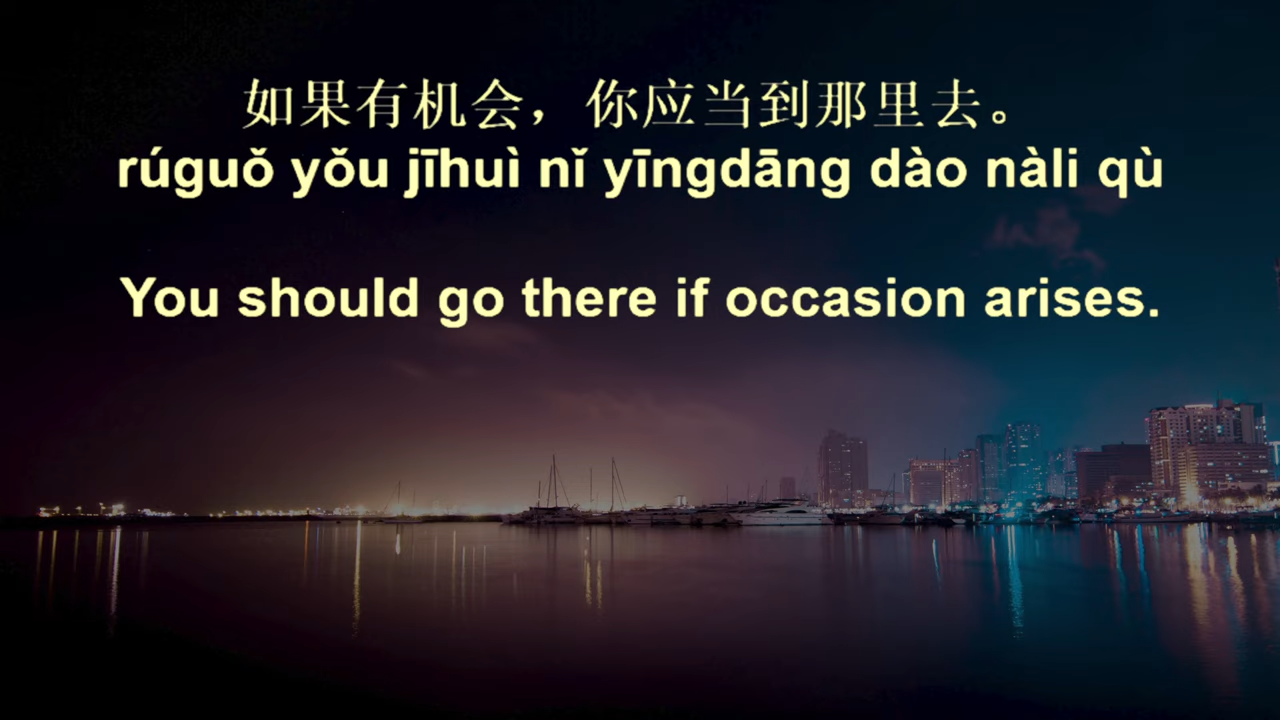 如果有机会，你应当到那里去。
rúguǒ yǒu jīhuì nǐ yīngdāng dào nàli qù
You should go there if occasion arises.